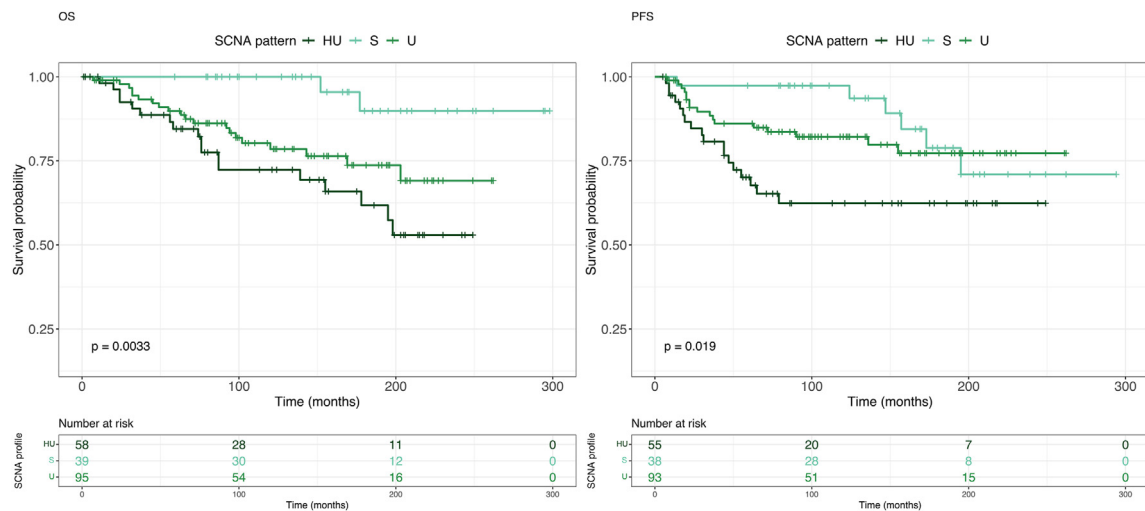 OS
SCNA pattern HU S U
1.00
0.75
0.50
0.25
Survival probability
p = 0.0033
0 100 200 300
Time (months)
Number at risk
SCNA profile
HU 58 28 11 0
S 39 30 12 0
U 95 54 16 0
0 100 200 300
Time (months)
PFS
SCNA pattern HU S U
1.00
0.75
0.50
0.25
Survival probability
p = 0.019
0 100 200 300
Time (months)
Number at risk
SCNA profile
HU 55 20 7 0
S 38 28 8 0
U 93 51 15 0
0 100 200 300
Time (months)